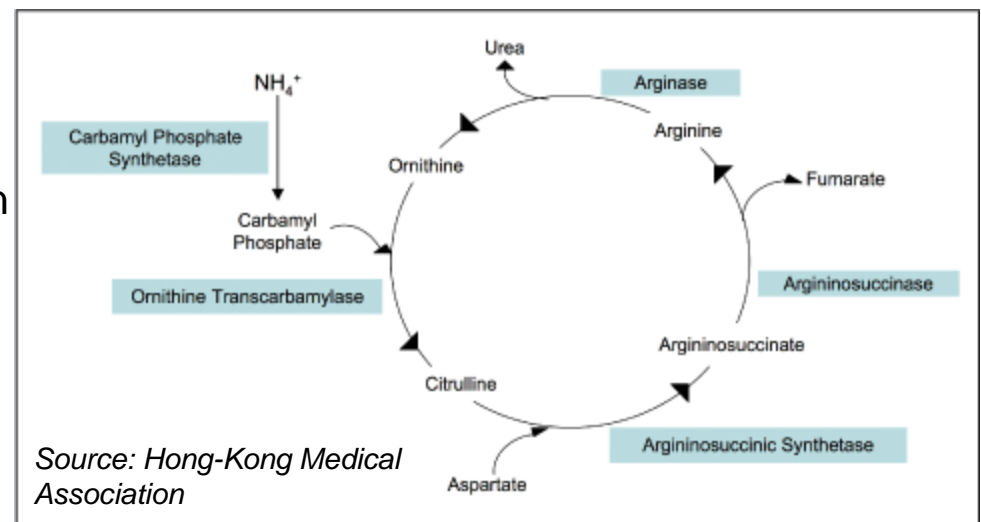 Urea
Arginase
NH₄⁺
Arginine
Carbamyl Phosphate
Synthetase
Ornithine
Fumarate
n
Carbamyl
Phosphate
Ornithine Transcarbamylase
Argininosuccinase
Argininosuccinate
Citrulline
Argininosuccinic Synthetase
Source: Hong-Kong Medical
Association
Aspartate